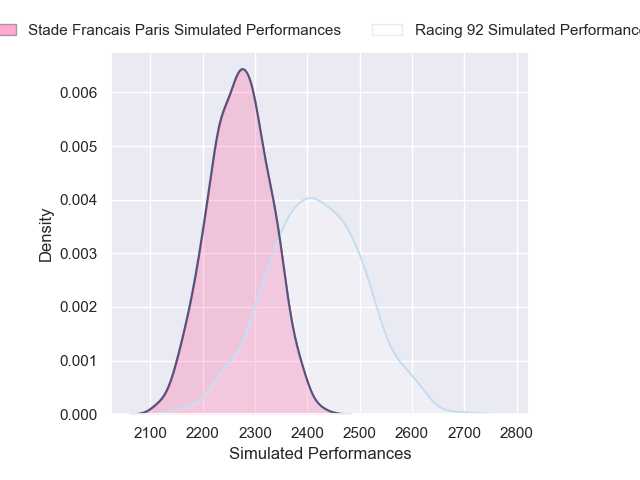 Stade Francais Paris Simulated Performances Racing 92 Simulated
0.006
0.005
0.004
0.003
0.002
0.001
0.000
Density
2100 2200 2300 2400 2500 2600 2700 2800
Simulated Performances